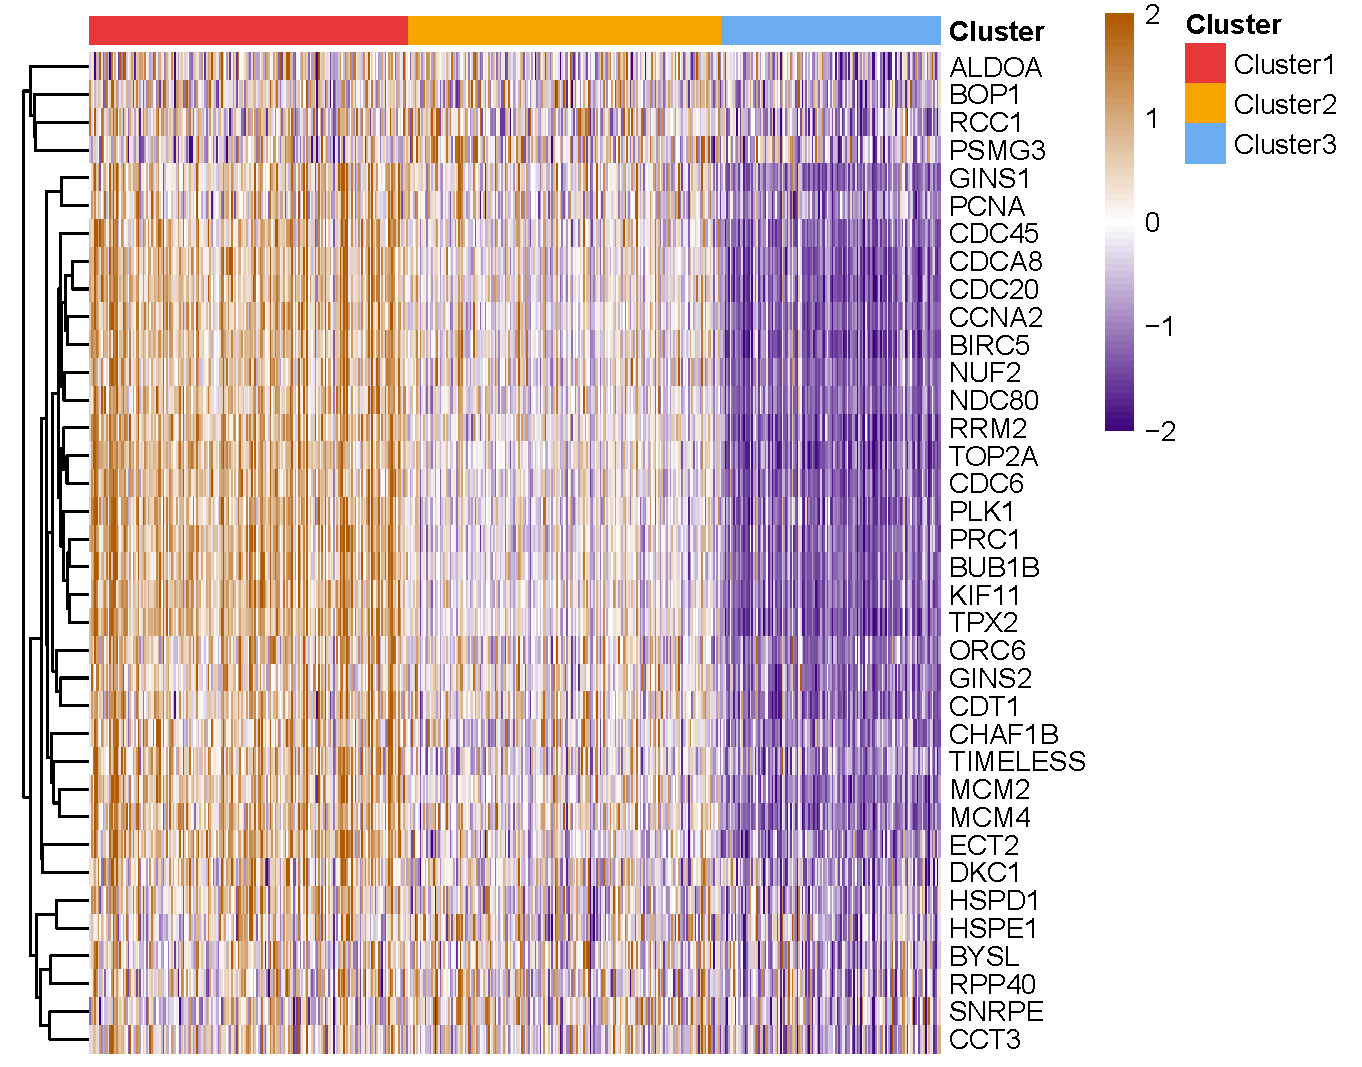 Cluster
ALDOA
BOP1
RCC1
PSMG3
GINS1
PCNA
CDC45
CDCA8
CDC20
CCNA2
BIRC5
NUF2
NDC80
RRM2
TOP2A
CDC6
PLK1
PRC1
BUB1B
KIF11
TPX2
ORC6
GINS2
CDT1
CHAF1B
TIMELESS
MCM2
MCM4
ECT2
DKC1
HSPD1
HSPE1
BYSL
RPP40
SNRPE
CCT3
2
1
0
−1
−2
Cluster
Cluster1
Cluster2
Cluster3